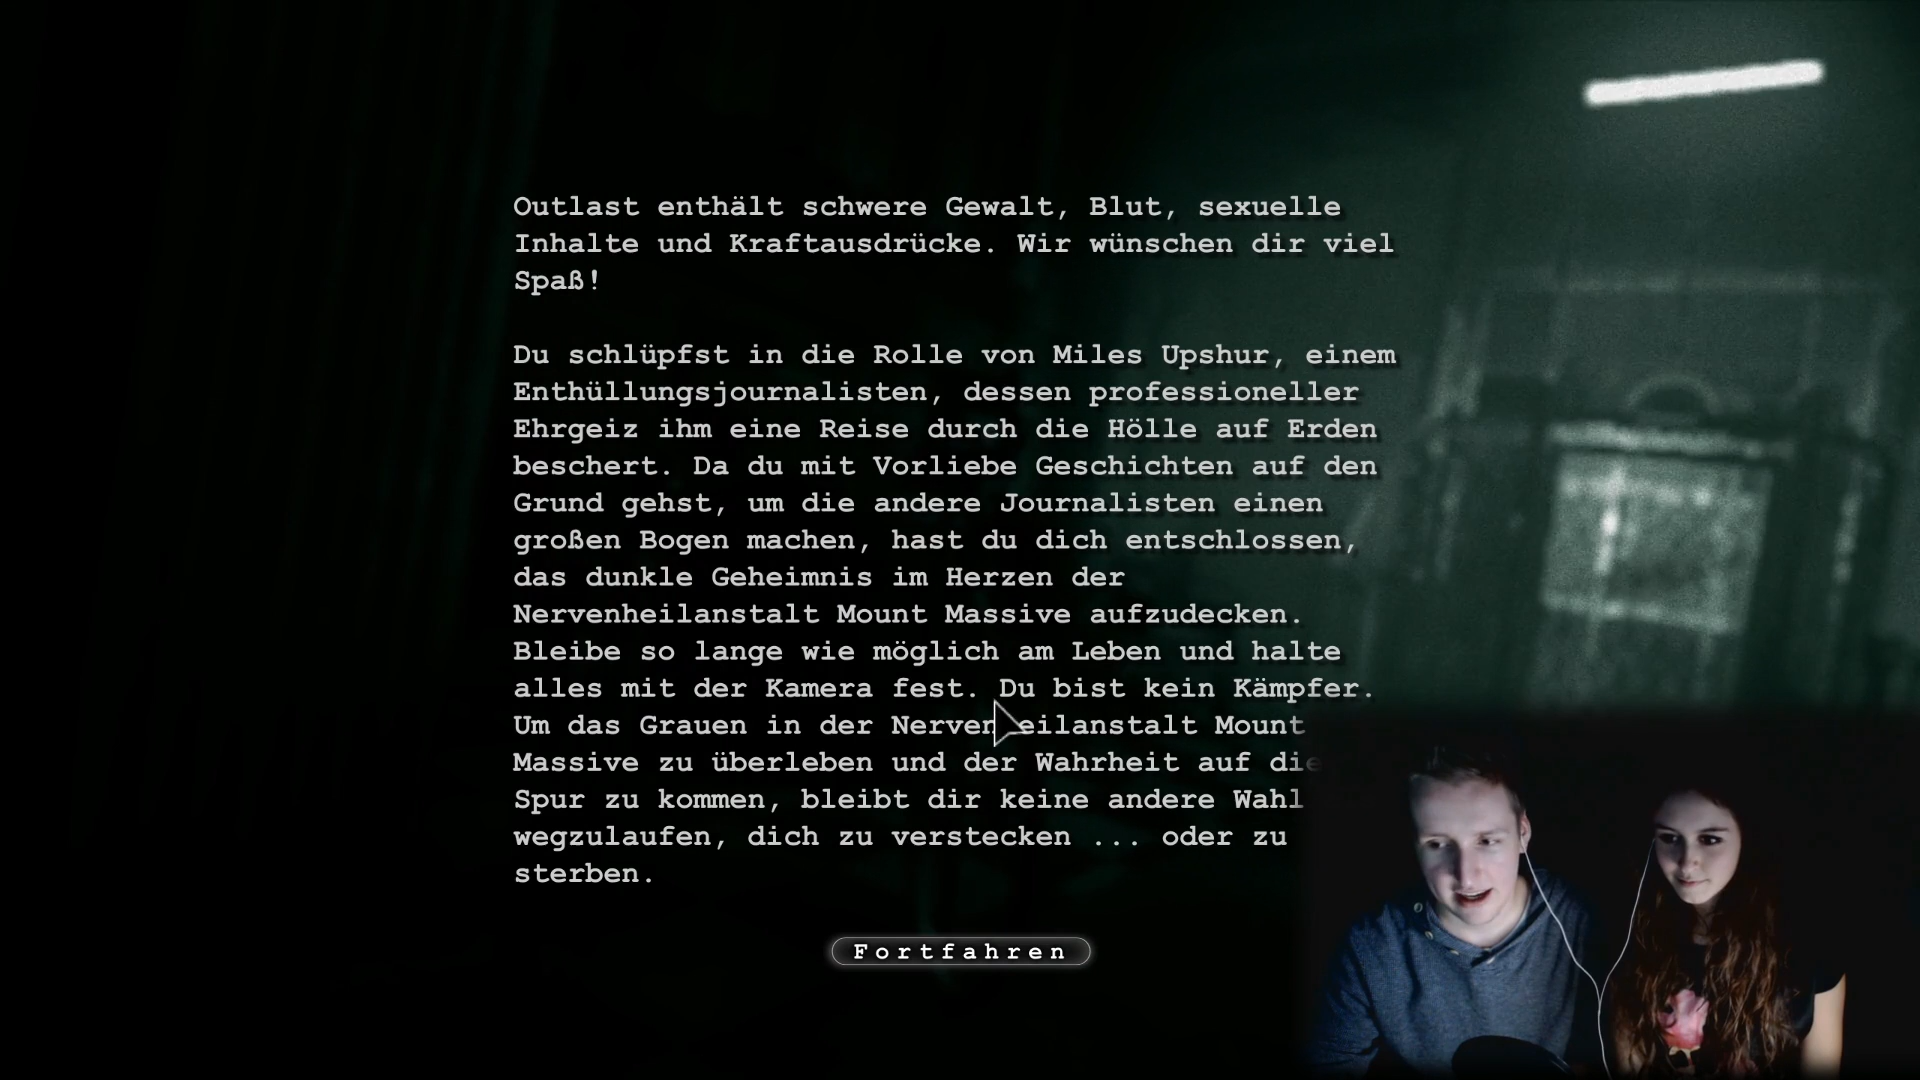 Outlast enthält schwere Gewalt, Blut, sexuelle
Inhalte und Kraftausdrücke. Wir wünschen dir viel
Spaß!
Du schlüpfst in die Rolle von Miles Upshur, einem
Enthüllungsjournalisten, dessen professioneller
Ehrgeiz ihm eine Reise durch die Hölle auf Erden
beschert. Da du mit Vorliebe Geschichten auf den
Grund gehst, um die andere Journalisten einen
großen Bogen machen, hast du dich entschlossen,
das dunkle Geheimnis im Herzen der
Nervenheilanstalt Mount Massive aufzudecken.
Bleibe so lange wie möglich am Leben und halte
alles mit der Kamera fest. Du bist kein Kämpfer.
Um das Grauen in der Nervenheilanstalt Mount
Massive zu überleben und der Wahrheit auf die
Spur zu kommen, bleibt dir keine andere Wahl
wegzulaufen, dich zu verstecken ... oder zu
sterben.
Fortfahren